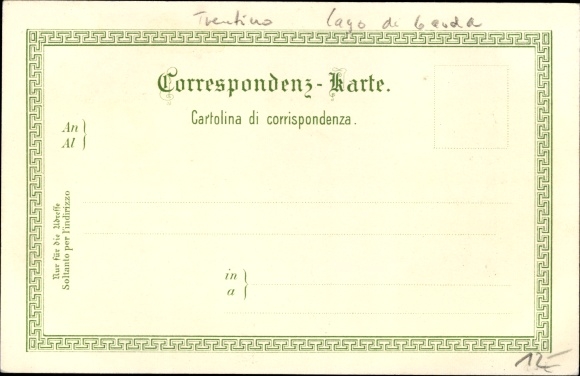 Trentino Lago di Garda
Correspondenz-Karte.
Cartolina di corrispondenza.
An
Al
Nur für die Adresse
Soltanto per l'indirizzo
in
a
12,-